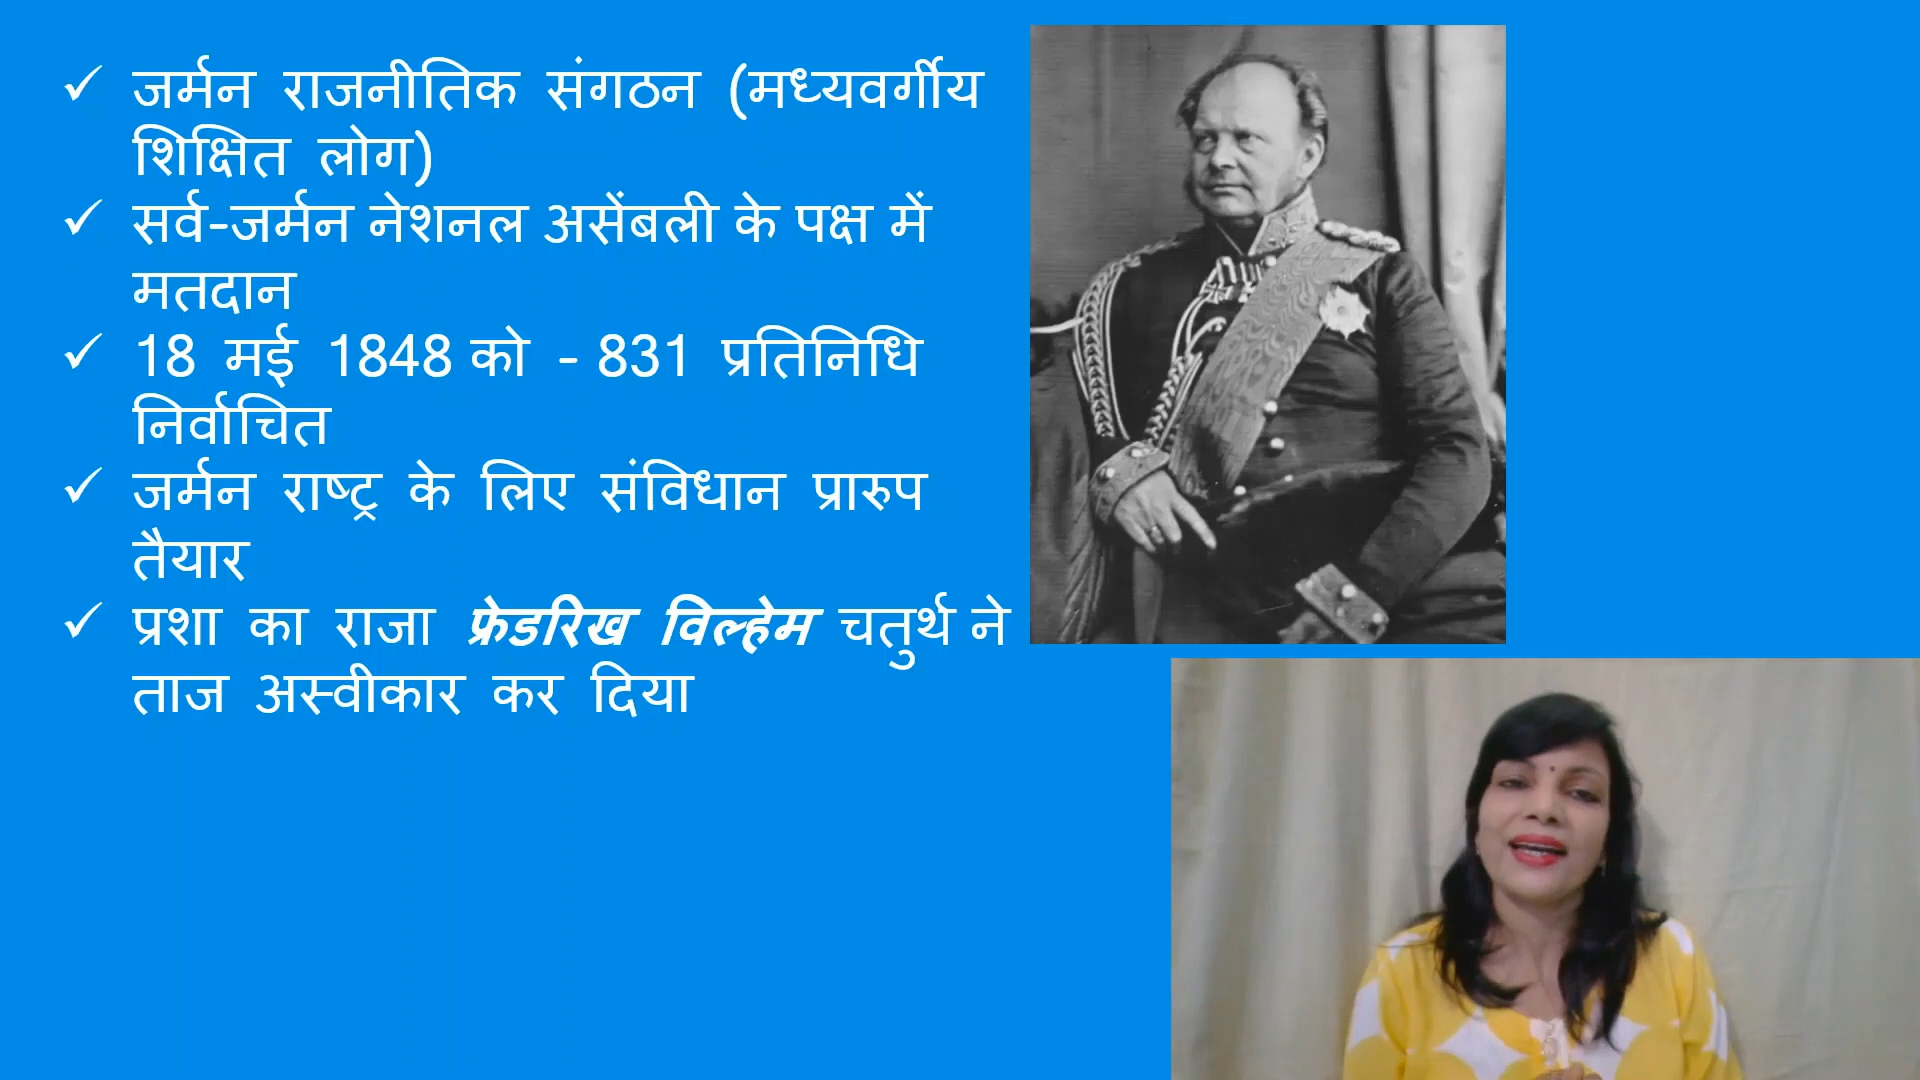 ✓ जर्मन राजनीतिक संगठन (मध्यवर्गीय
शिक्षित लोग)
✓ सर्व-जर्मन नेशनल असेंबली के पक्ष में
मतदान
✓ 18 मई 1848 को - 831 प्रतिनिधि
निर्वाचित
✓ जर्मन राष्ट्र के लिए संविधान प्रारुप
तैयार
✓ प्रशा का राजा फ्रेडरिख विल्हेम चतुर्थ ने
ताज अस्वीकार कर दिया